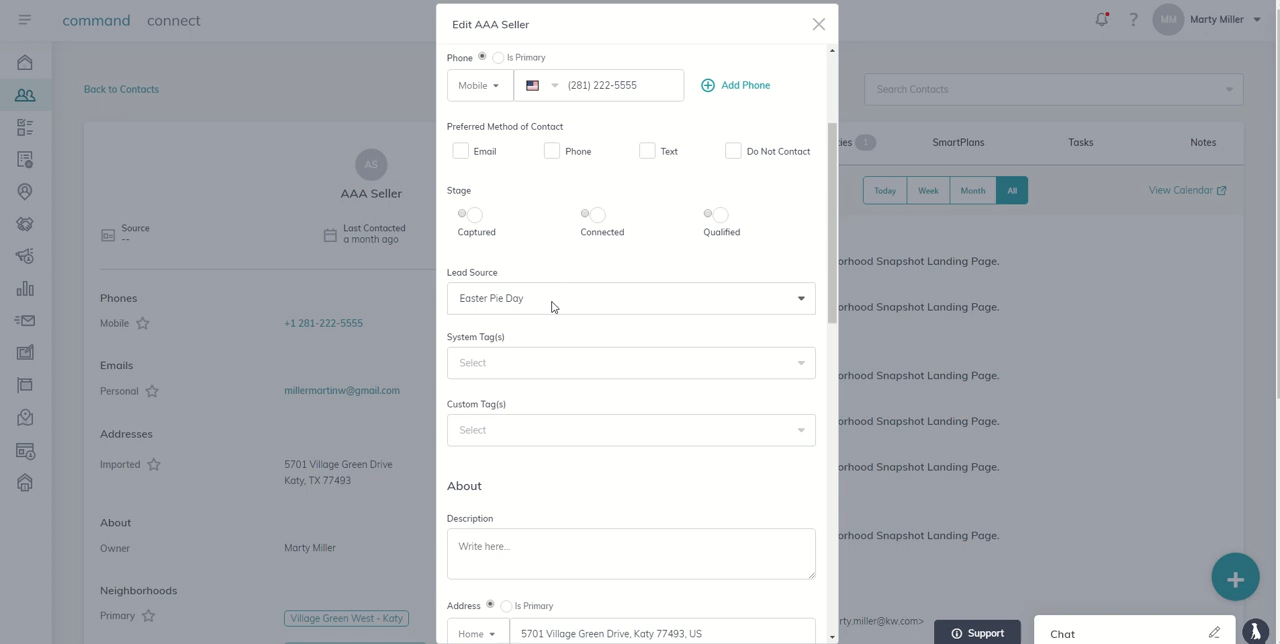 command connect
? MM Marty Miller
Back to Contacts
Search Contacts
AS
AAA Seller
Source
--
Last Contacted
a month ago
Phones
Mobile
+1 281-222-5555
Emails
Personal
millermartinw@gmail.com
Addresses
Imported
5701 Village Green Drive
Katy, TX 77493
About
Owner
Marty Miller
Neighborhoods
Primary
Village Green West - Katy
Edit AAA Seller
Phone Is Primary
Mobile (281) 222-5555 Add Phone
Preferred Method of Contact
Email Phone Text Do Not Contact
Stage
Captured Connected Qualified
Lead Source
Easter Pie Day
System Tag(s)
Select
Custom Tag(s)
Select
About
Description
Write here...
Address Is Primary
Home 5701 Village Green Drive, Katy 77493, US
1 SmartPlans Tasks Notes
Today Week Month All View Calendar
orhood Snapshot Landing Page.
orhood Snapshot Landing Page.
orhood Snapshot Landing Page.
orhood Snapshot Landing Page.
orhood Snapshot Landing Page.
orhood Snapshot Landing Page.
rty.miller@kw.com>
+
Support
Chat